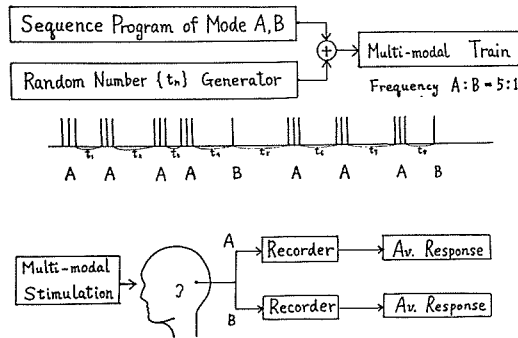 Sequence Program of Mode A,B
Random Number {tn} Generator
+
Multi-modal Train
Frequency A:B = 5:1
t1 t2 t3 t4 t5 t6 t7 t8
A A A A B A A A B
Multi-modal
Stimulation
A
Recorder
Av. Response
B
Recorder
Av. Response